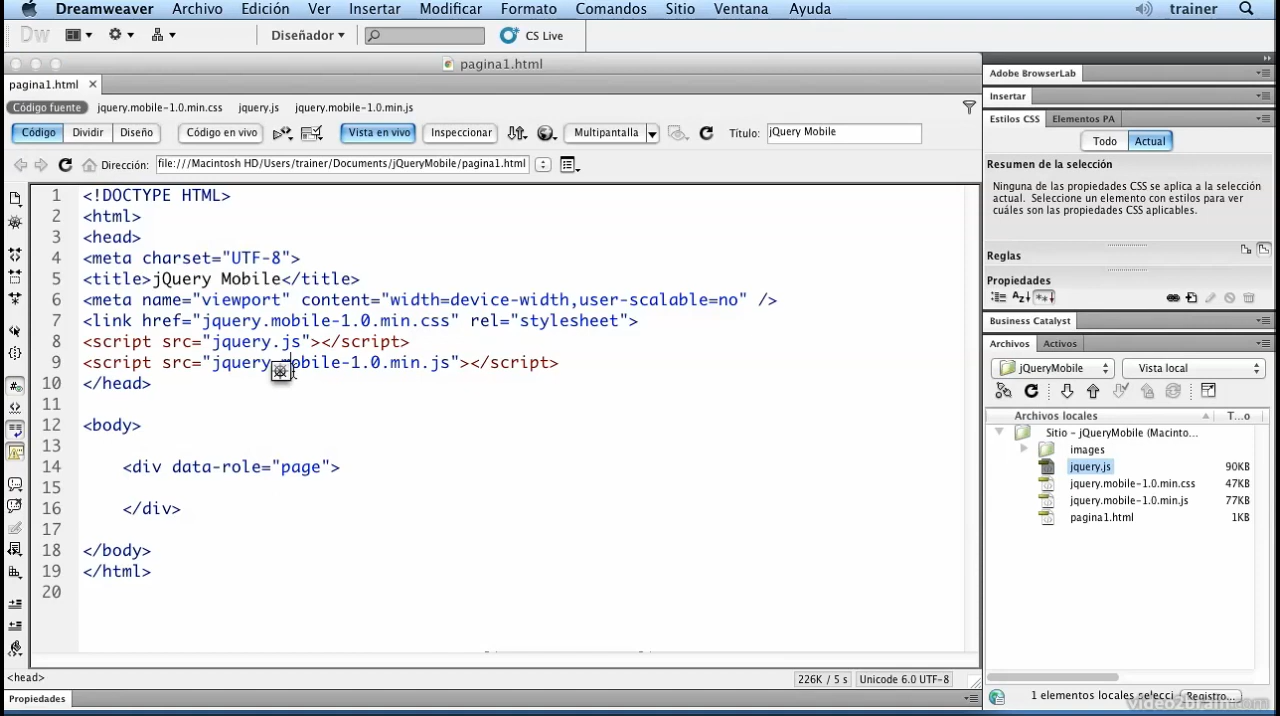 Dreamweaver Archivo Edición Ver Insertar Modificar Formato Comandos Sitio Ventana Ayuda trainer
Dw Diseñador CS Live
pagina1.html
pagina1.html
Código fuente jquery.mobile-1.0.min.css jquery.js jquery.mobile-1.0.min.js
Código Dividir Diseño Código en vivo Vista en vivo Inspeccionar Multipantalla Título: jQuery Mobile
Dirección: file:///Macintosh HD/Users/trainer/Documents/jQueryMobile/pagina1.html
1 <!DOCTYPE HTML>
2 <html>
3 <head>
4 <meta charset="UTF-8">
5 <title>jQuery Mobile</title>
6 <meta name="viewport" content="width=device-width,user-scalable=no" />
7 <link href="jquery.mobile-1.0.min.css" rel="stylesheet">
8 <script src="jquery.js"></script>
9 <script src="jquery.mobile-1.0.min.js"></script>
10 </head>
11
12 <body>
13
14 <div data-role="page">
15
16 </div>
17
18 </body>
19 </html>
20
<head> 226K / 5 s Unicode 6.0 UTF-8
Propiedades
Adobe BrowserLab
Insertar
Estilos CSS Elementos PA
Todo Actual
Resumen de la selección
Ninguna de las propiedades CSS se aplica a la selección
actual. Seleccione un elemento con estilos para ver
cuáles son las propiedades CSS aplicables.
Reglas
Propiedades
Business Catalyst
Archivos Activos
jQueryMobile Vista local
Archivos locales T...o
Sitio - jQueryMobile (Macinto...
images
jquery.js 90KB
jquery.mobile-1.0.min.css 47KB
jquery.mobile-1.0.min.js 77KB
pagina1.html 1KB
1 elementos locales selecci Registro...
video2brain.com